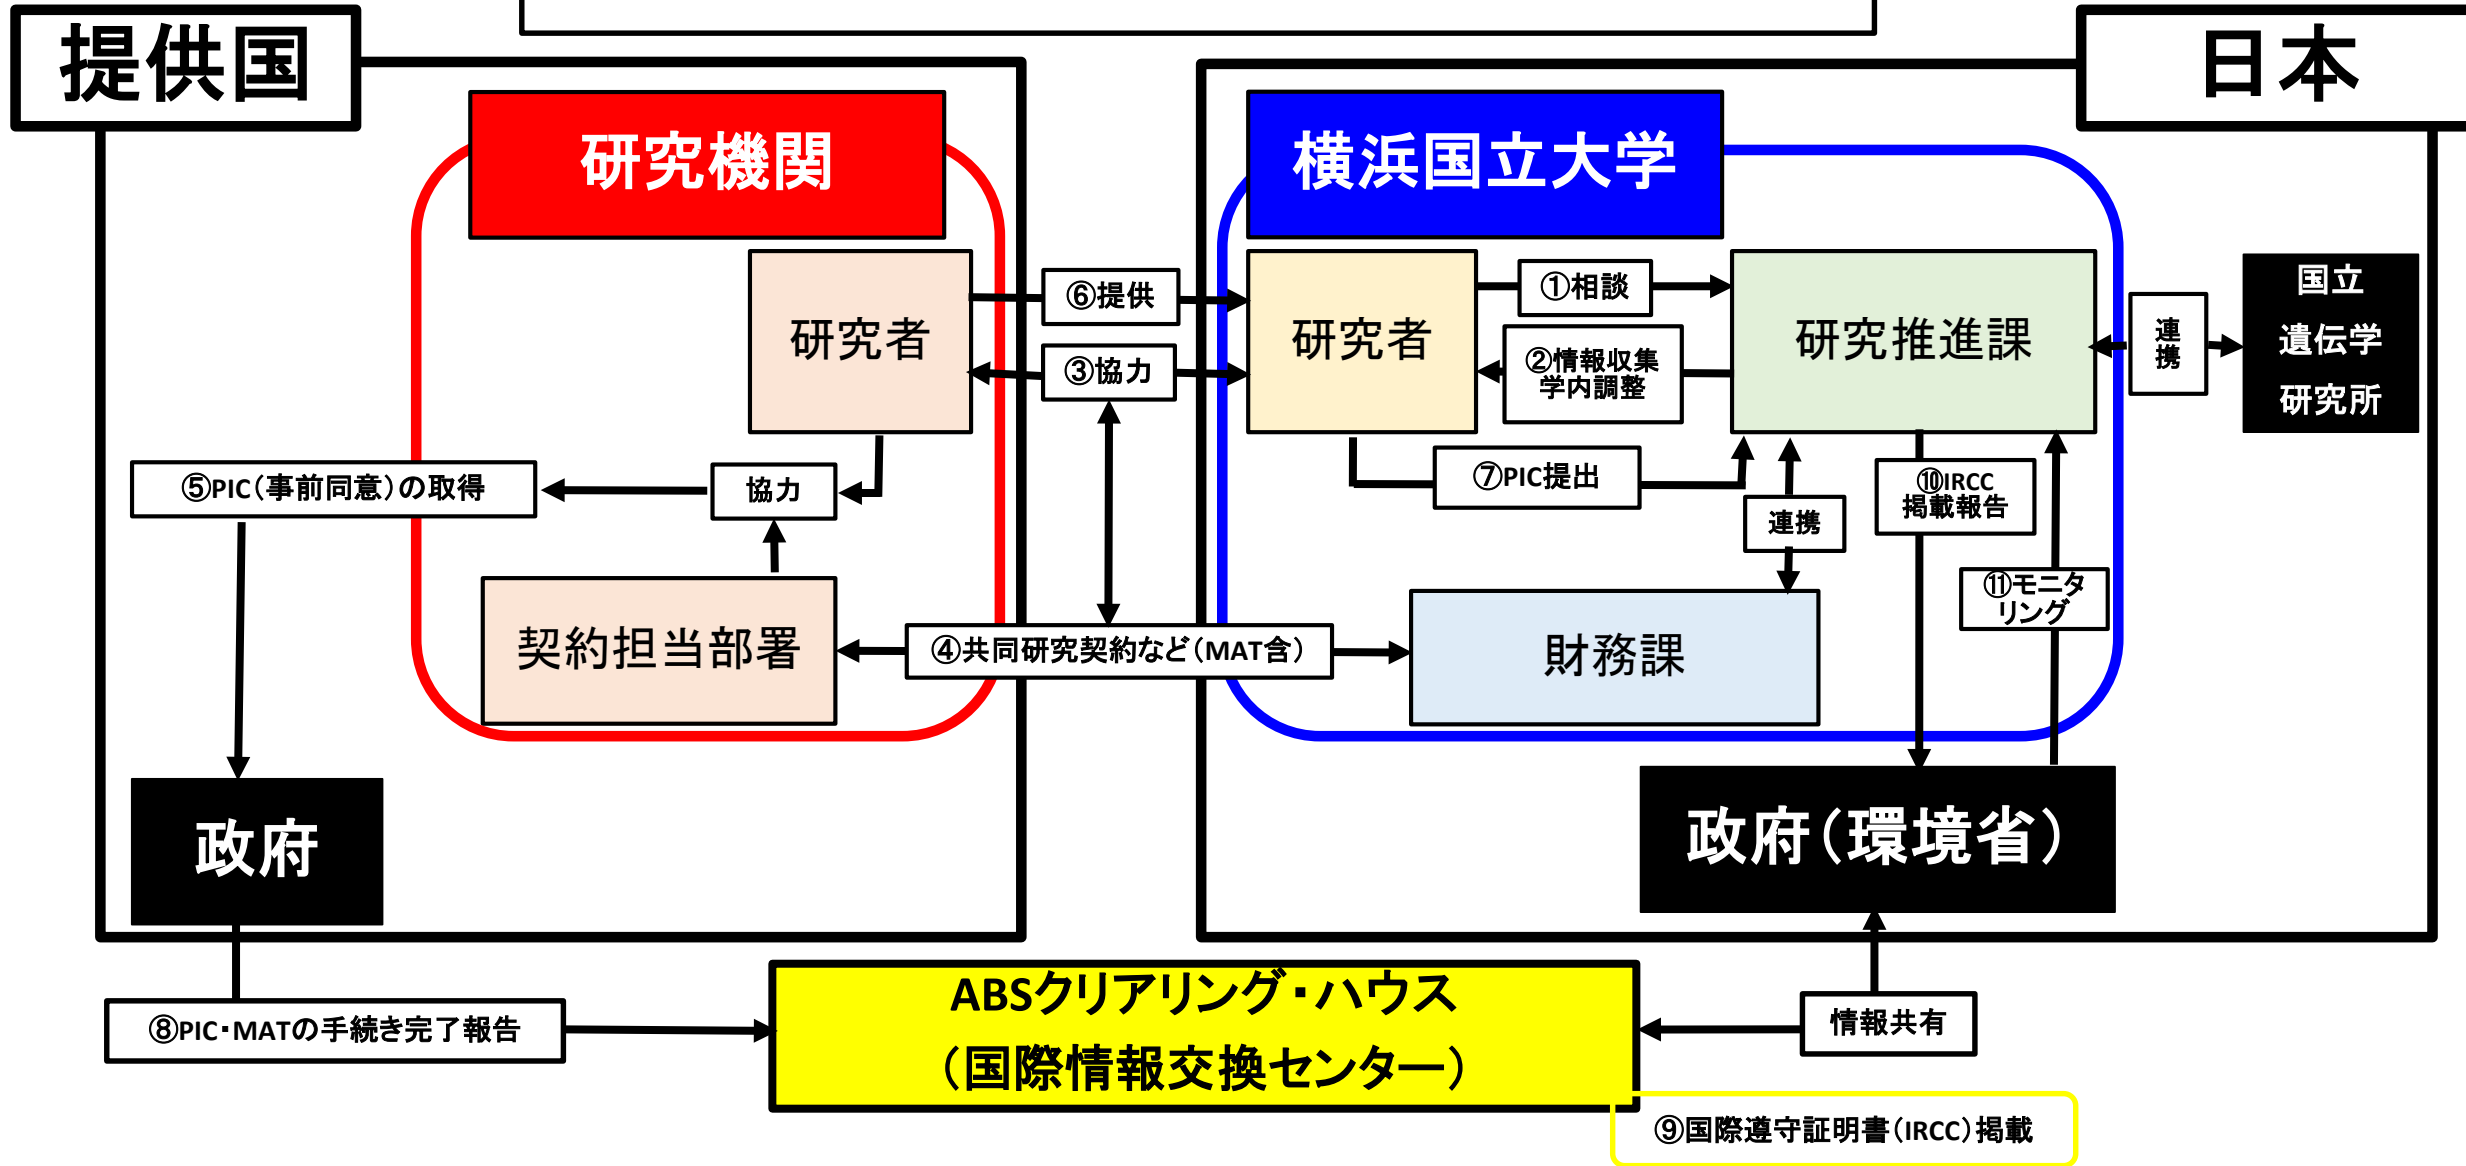 提供国
日本
研究機関
横浜国立大学
研究者
⑥提供
③協力
研究者
①相談
②情報収集
学内調整
研究推進課
連
携
国立
遺伝学
研究所
⑤PIC（事前同意）の取得
協力
⑦PIC提出
連携
⑩IRCC
掲載報告
⑪モニタ
リング
契約担当部署
④共同研究契約など（MAT含）
財務課
政府
政府（環境省）
⑧PIC・MATの手続き完了報告
ABSクリアリング・ハウス
（国際情報交換センター）
情報共有
⑨国際遵守証明書（IRCC）掲載